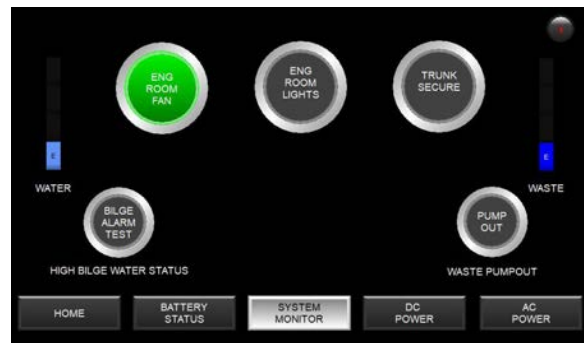 ENG
ROOM
FAN
ENG
ROOM
LIGHTS
TRUNK
SECURE
E
E
WATER
WASTE
BILGE
ALARM
TEST
PUMP
OUT
HIGH BILGE WATER STATUS
WASTE PUMPOUT
HOME
BATTERY
STATUS
SYSTEM
MONITOR
DC
POWER
AC
POWER